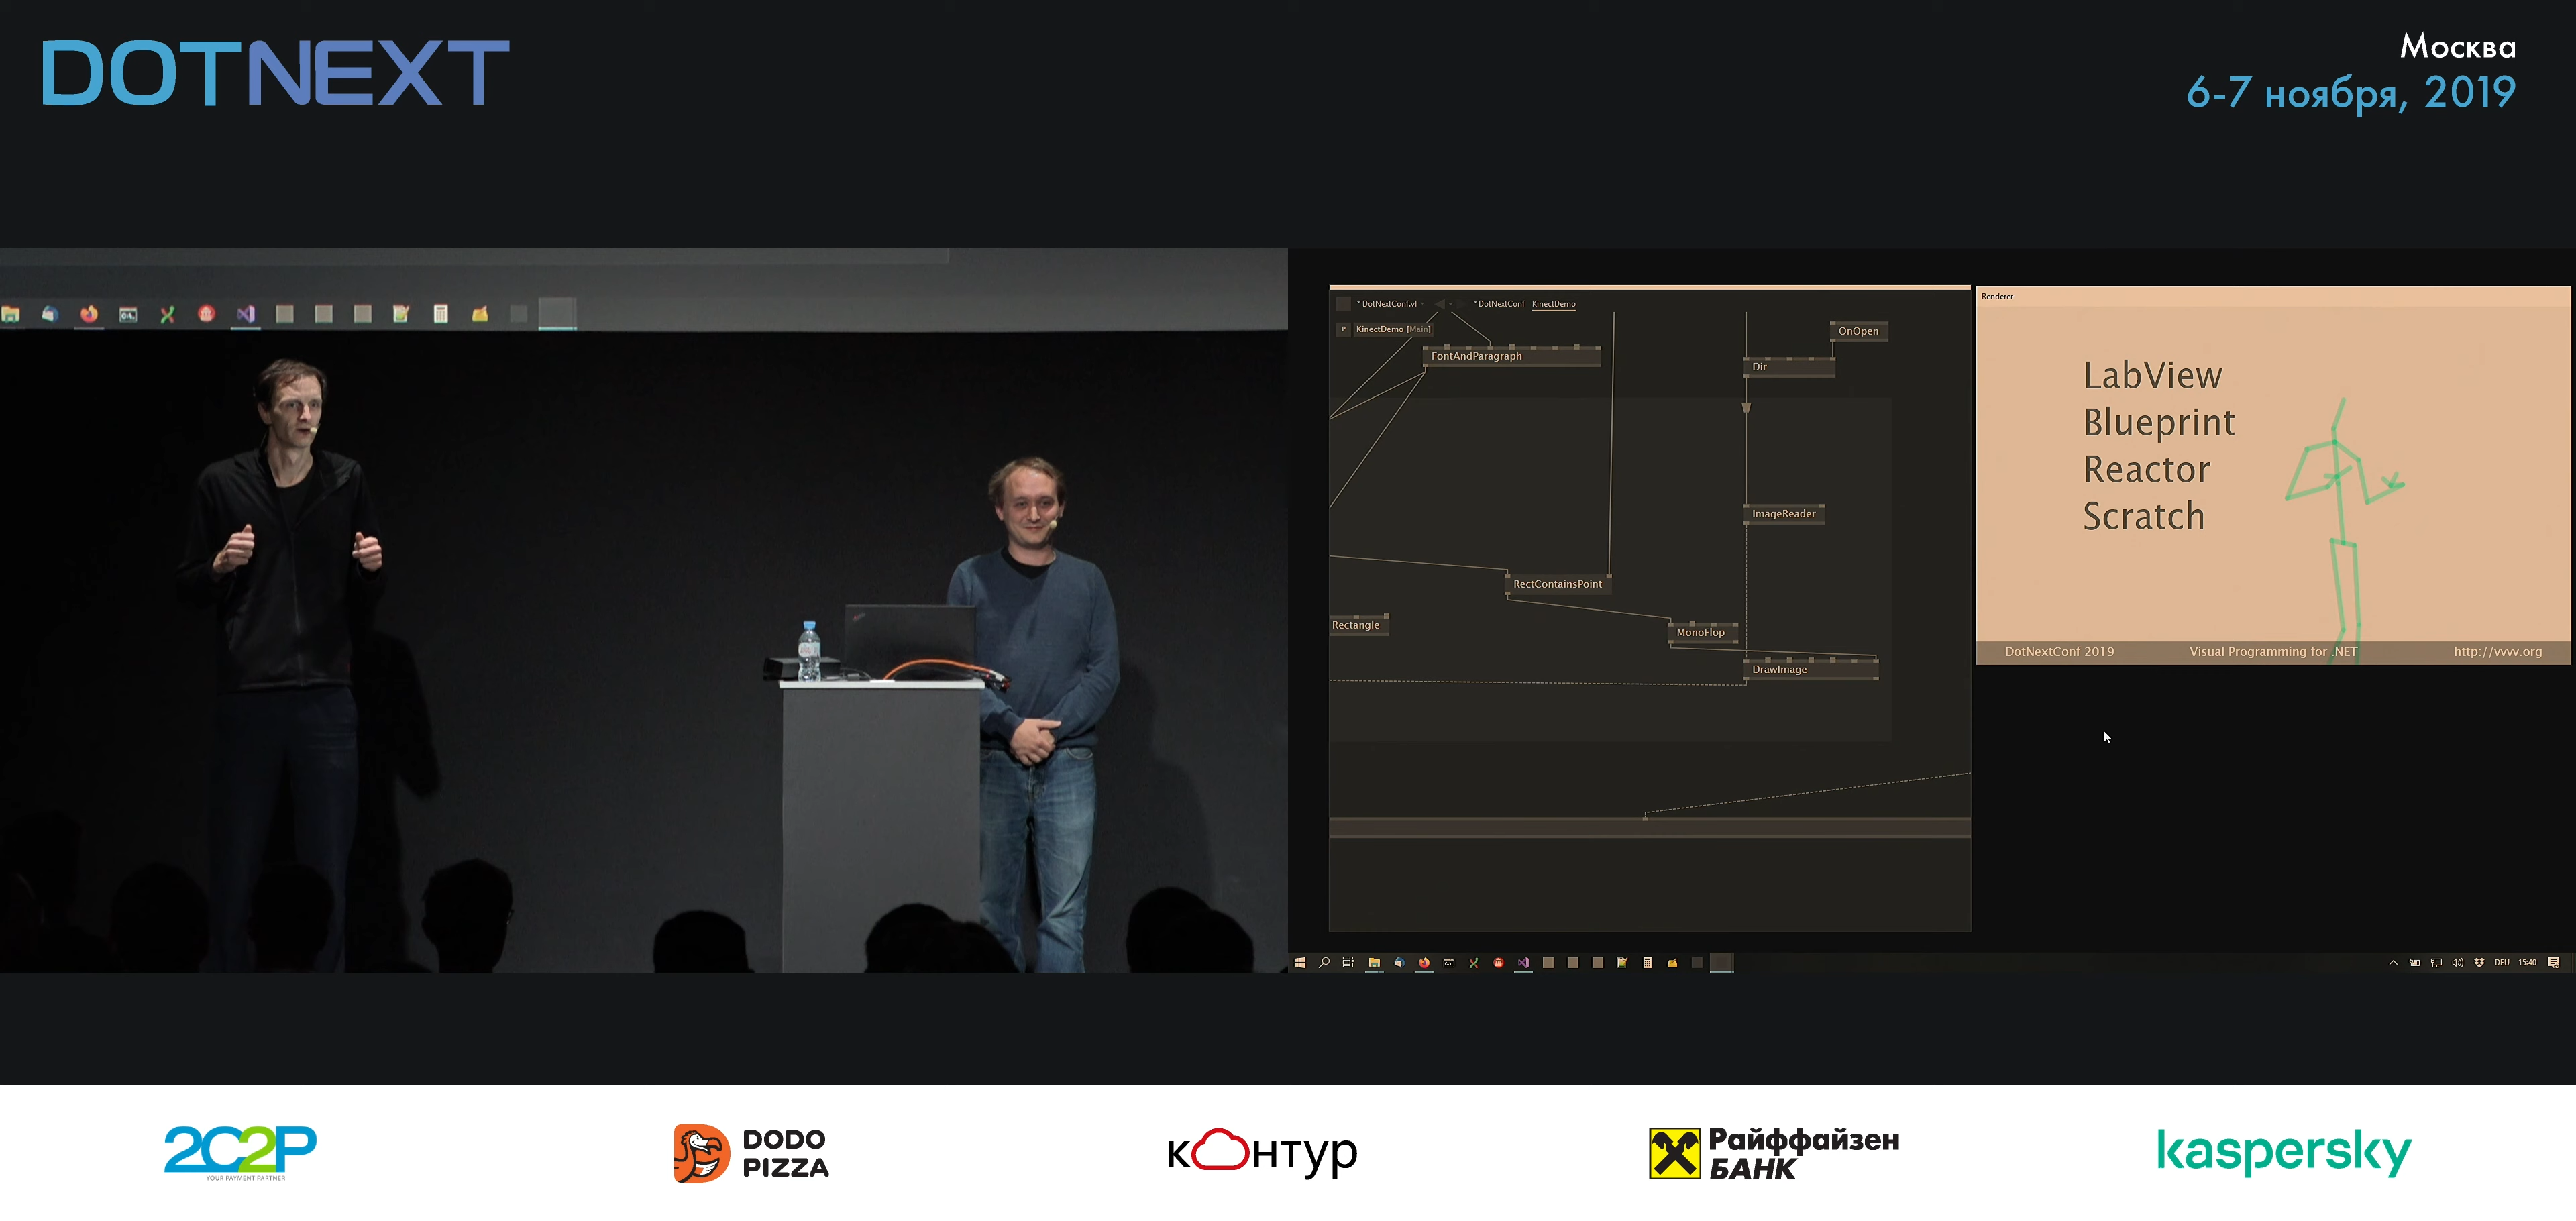 DOTNEXT
Москва
6-7 ноября, 2019
* DotNextConf.vl
* DotNextConf
KinectDemo
P
KinectDemo [Main]
FontAndParagraph
OnOpen
Dir
ImageReader
RectContainsPoint
Rectangle
MonoFlop
DrawImage
Renderer
LabView
Blueprint
Reactor
Scratch
DotNextConf 2019
Visual Programming for .NET
http://vvvv.org
DEU
15:40
2C2P
YOUR PAYMENT PARTNER
DODO
PIZZA
контур
Райффайзен
БАНК
kaspersky